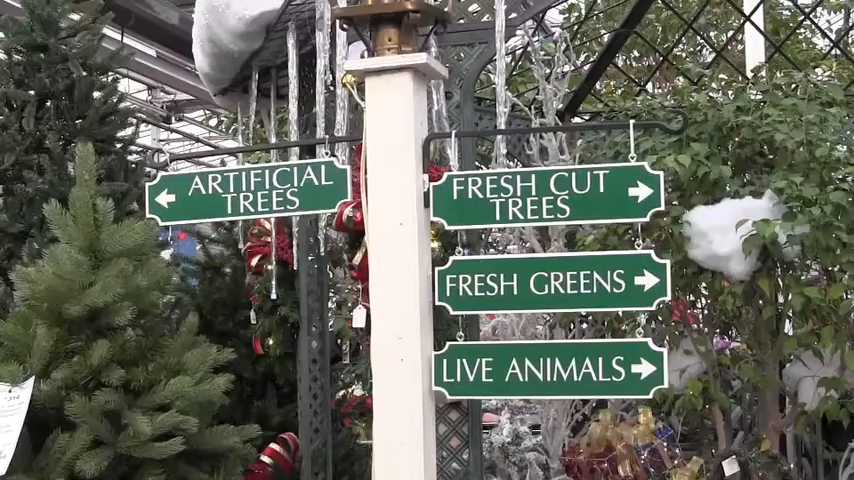 ARTIFICIAL
TREES
FRESH CUT
TREES
FRESH GREENS
LIVE ANIMALS